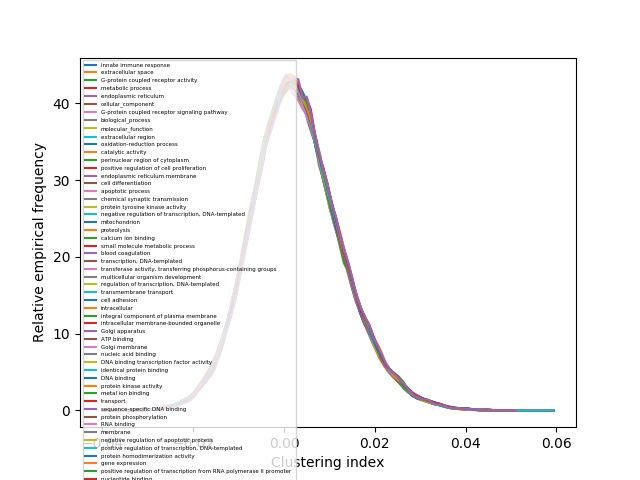 innate immune response
extracellular space
G-protein coupled receptor activity
metabolic process
endoplasmic reticulum
cellular_component
G-protein coupled receptor signaling pathway
biological_process
molecular_function
extracellular region
oxidation-reduction process
catalytic activity
perinuclear region of cytoplasm
positive regulation of cell proliferation
endoplasmic reticulum membrane
cell differentiation
apoptotic process
chemical synaptic transmission
protein tyrosine kinase activity
negative regulation of transcription, DNA-templated
mitochondrion
proteolysis
calcium ion binding
small molecule metabolic process
blood coagulation
transcription, DNA-templated
transferase activity, transferring phosphorus-containing groups
multicellular organism development
regulation of transcription, DNA-templated
transmembrane transport
cell adhesion
intracellular
integral component of plasma membrane
intracellular membrane-bounded organelle
Golgi apparatus
ATP binding
Golgi membrane
nucleic acid binding
DNA binding transcription factor activity
identical protein binding
DNA binding
protein kinase activity
metal ion binding
transport
sequence-specific DNA binding
protein phosphorylation
RNA binding
membrane
negative regulation of apoptotic process
positive regulation of transcription, DNA-templated
protein homodimerization activity
gene expression
positive regulation of transcription from RNA polymerase II promoter
nucleotide binding
40
30
20
10
0
Relative empirical frequency
0.00
0.02
0.04
0.06
Clustering index